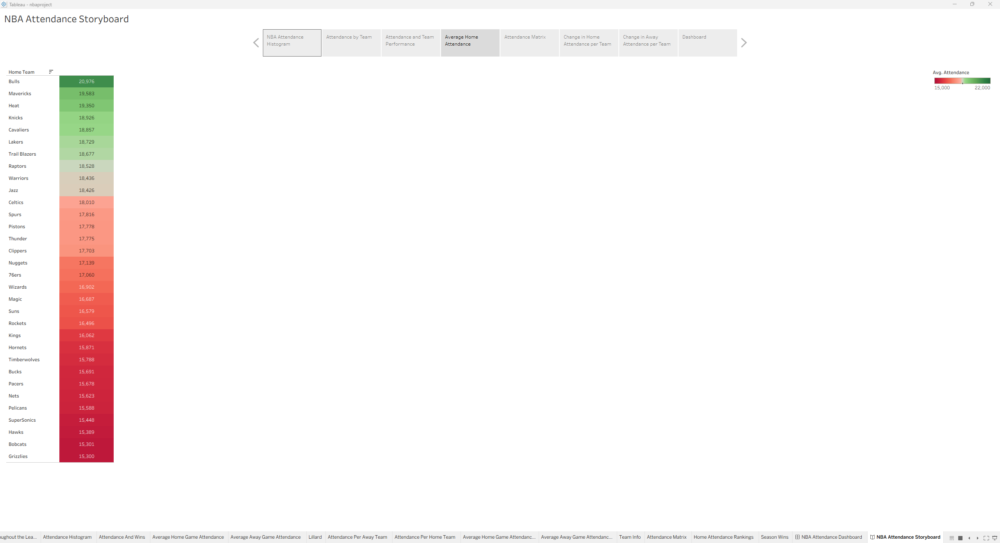 Tableau - nbaproject
NBA Attendance Storyboard
NBA Attendance
Histogram
Attendance by Team
Attendance and Team
Performance
Average Home
Attendance
Attendance Matrix
Change in Home
Attendance per Team
Change in Away
Attendance per Team
Dashboard
Home Team
Bulls 20,976
Mavericks 19,583
Heat 19,350
Knicks 18,926
Cavaliers 18,857
Lakers 18,729
Trail Blazers 18,677
Raptors 18,528
Warriors 18,436
Jazz 18,426
Celtics 18,010
Spurs 17,816
Pistons 17,778
Thunder 17,775
Clippers 17,703
Nuggets 17,139
76ers 17,060
Wizards 16,902
Magic 16,687
Suns 16,579
Rockets 16,496
Kings 16,062
Hornets 15,871
Timberwolves 15,788
Bucks 15,691
Pacers 15,678
Nets 15,623
Pelicans 15,588
SuperSonics 15,448
Hawks 15,389
Bobcats 15,301
Grizzlies 15,300
Avg. Attendance
15,000 22,000
oughout the Lea... Attendance Histogram Attendance And Wins Average Home Game Attendance Average Away Game Attendance Lillard Attendance Per Away Team Attendance Per Home Team Average Home Game Attendanc... Average Away Game Attendanc... Team Info Attendance Matrix Home Attendance Rankings Season Wins NBA Attendance Dashboard NBA Attendance Storyboard